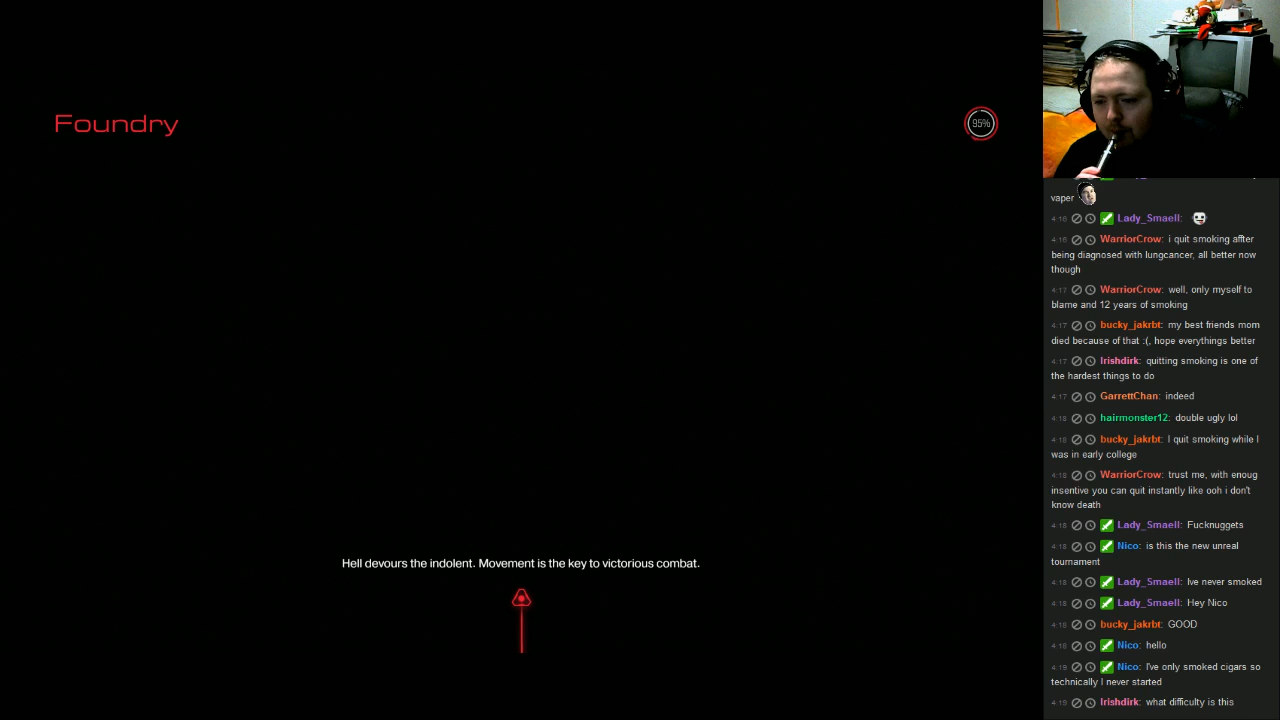 Foundry
95%
Hell devours the indolent. Movement is the key to victorious combat.
vaper
4:16 Lady_Smaell:
4:16 WarriorCrow: i quit smoking affter
being diagnosed with lungcancer, all better now
though
4:17 WarriorCrow: well, only myself to
blame and 12 years of smoking
4:17 bucky_jakrbt: my best friends mom
died because of that :(, hope everythings better
4:17 Irishdirk: quitting smoking is one of
the hardest things to do
4:17 GarrettChan: indeed
4:18 hairmonster12: double ugly lol
4:18 bucky_jakrbt: I quit smoking while I
was in early college
4:18 WarriorCrow: trust me, with enoug
insentive you can quit instantly like ooh i don't
know death
4:18 Lady_Smaell: Fucknuggets
4:18 Nico: is this the new unreal
tournament
4:18 Lady_Smaell: Ive never smoked
4:18 Lady_Smaell: Hey Nico
4:18 bucky_jakrbt: GOOD
4:18 Nico: hello
4:19 Nico: I've only smoked cigars so
technically I never started
4:19 Irishdirk: what difficulty is this